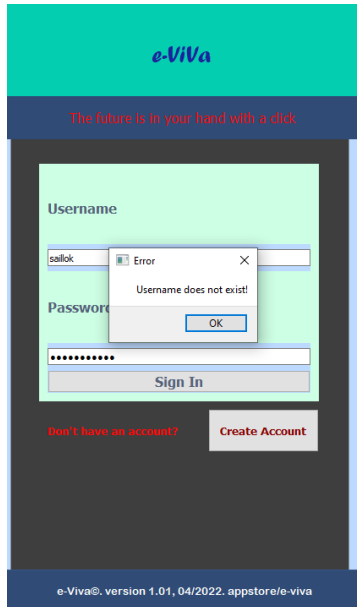 e-ViVa
The future is in your hand with a click
Username
saillok
Error
Username does not exist!
OK
Password
•••••••••••
Sign In
Don't have an account?
Create Account
e-Viva©. version 1.01, 04/2022. appstore/e-viva